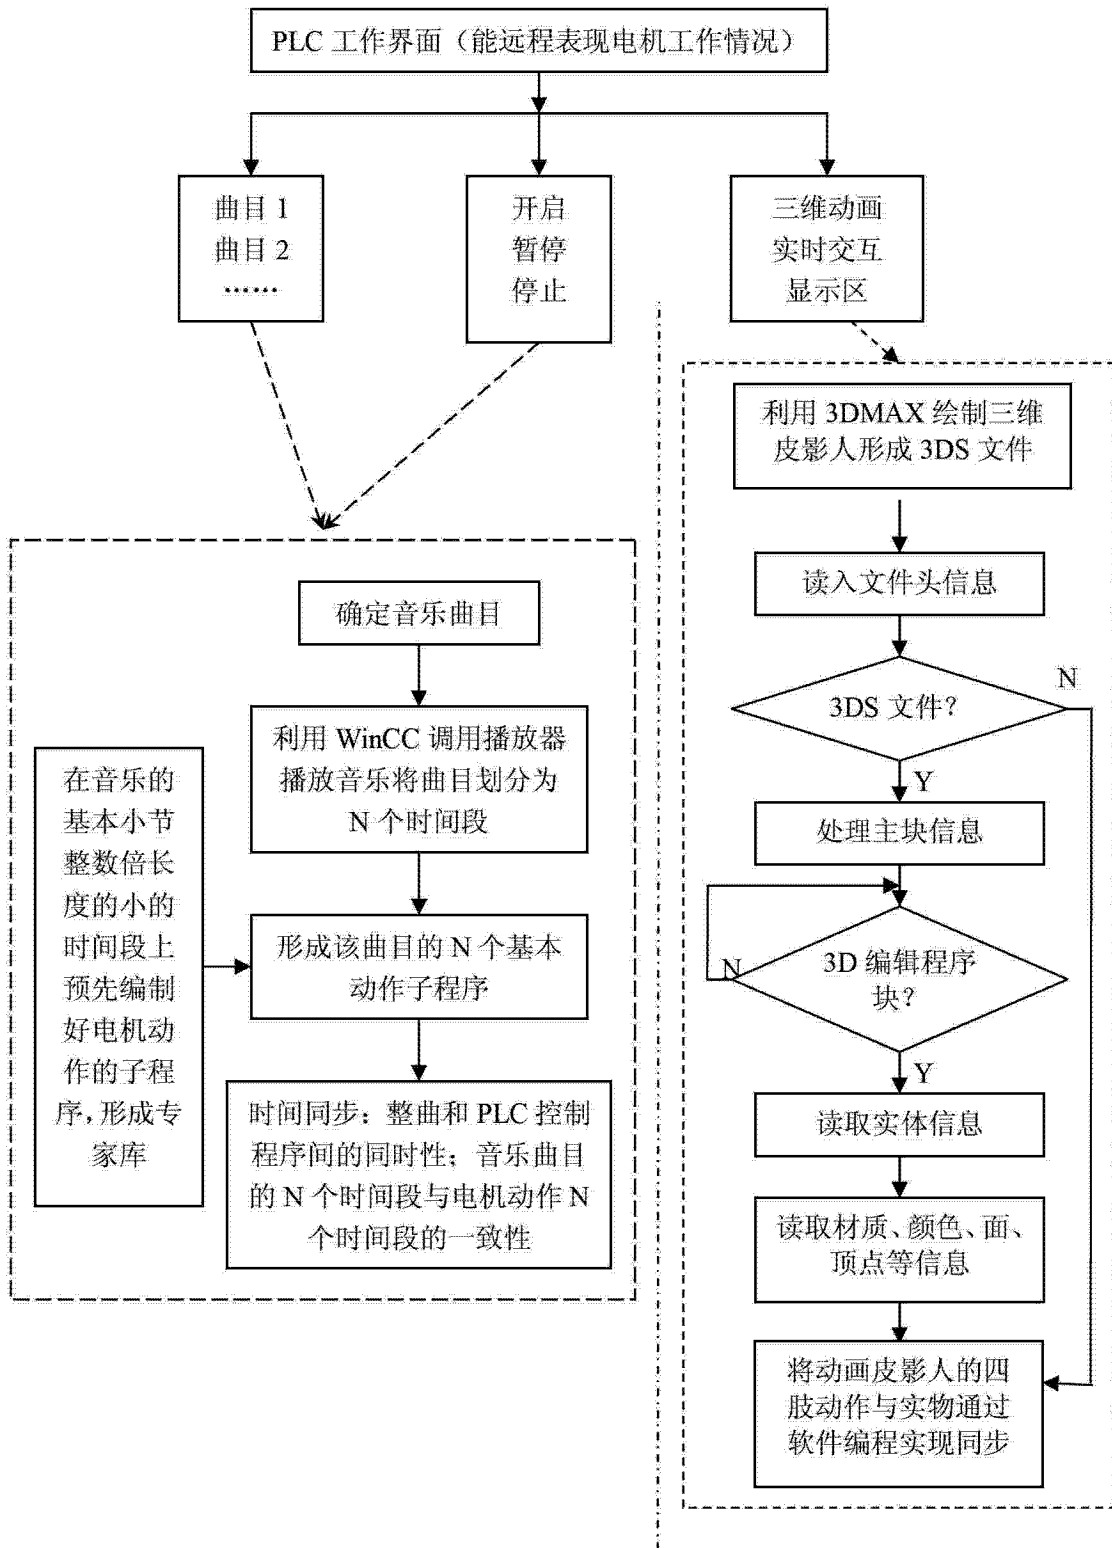 PLC 工作界面（能远程表现电机工作情况）
曲目 1
曲目 2
……
开启
暂停
停止
三维动画
实时交互
显示区
确定音乐曲目
利用 WinCC 调用播放器
播放音乐将曲目划分为
N 个时间段
在音乐的
基本小节
整数倍长
度的小的
时间段上
预先编制
好电机动
作的子程
序，形成专
家库
形成该曲目的 N 个基本
动作子程序
时间同步：整曲和 PLC 控制
程序间的同时性；音乐曲目
的 N 个时间段与电机动作 N
个时间段的一致性
利用 3DMAX 绘制三维
皮影人形成 3DS 文件
读入文件头信息
3DS 文件？
N
Y
处理主块信息
3D 编辑程序
块？
N
Y
读取实体信息
读取材质、颜色、面、
顶点等信息
将动画皮影人的四
肢动作与实物通过
软件编程实现同步